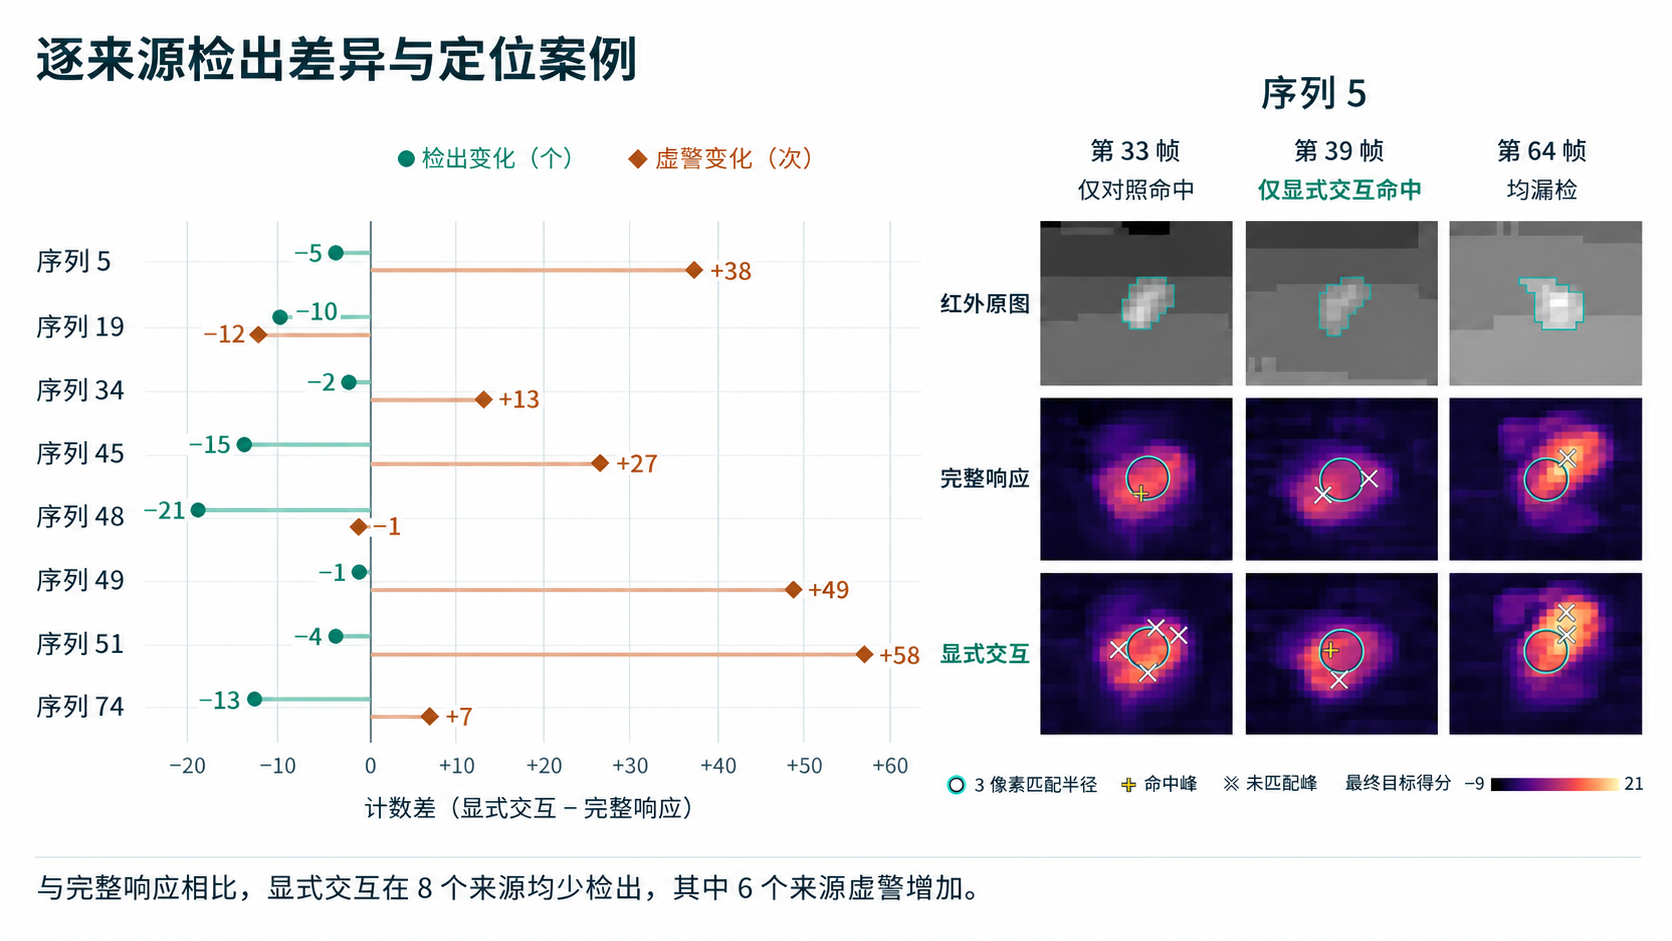 逐来源检出差异与定位案例
检出变化（个）
虚警变化（次）
序列 5
−5
+38
序列 19
−10
−12
序列 34
−2
+13
序列 45
−15
+27
序列 48
−21
−1
序列 49
−1
+49
序列 51
−4
+58
序列 74
−13
+7
−20 −10 0 +10 +20 +30 +40 +50 +60
计数差（显式交互 − 完整响应）
序列 5
第 33 帧 第 39 帧 第 64 帧
仅对照命中 仅显式交互命中 均漏检
红外原图
完整响应
显式交互
3 像素匹配半径 命中峰 未匹配峰 最终目标得分 −9 21
与完整响应相比，显式交互在 8 个来源均少检出，其中 6 个来源虚警增加。